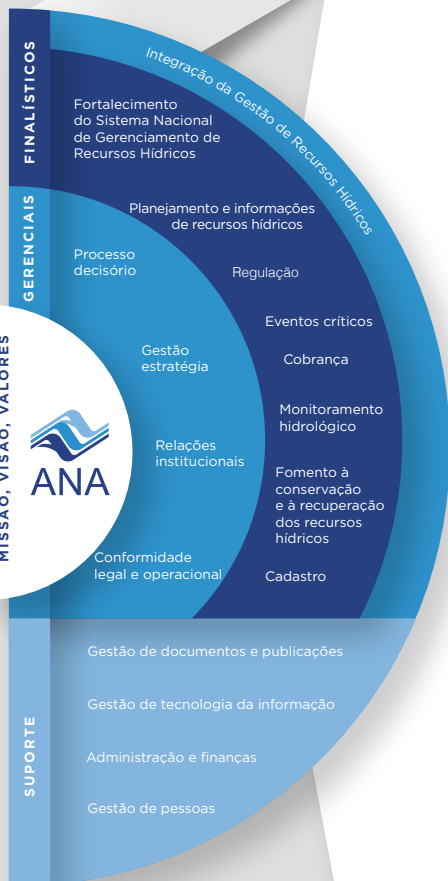 FINALÍSTICOS
Integração da Gestão de Recursos Hídricos
Fortalecimento
do Sistema Nacional
de Gerenciamento de
Recursos Hídricos
Planejamento e informações
de recursos hídricos
Regulação
Eventos críticos
Cobrança
Monitoramento
hidrológico
Fomento à
conservação
e à recuperação
dos recursos
hídricos
Cadastro
GERENCIAIS
Processo
decisório
Gestão
estratégia
Relações
institucionais
Conformidade
legal e operacional
MISSÃO, VISÃO, VALORES
ANA
SUPORTE
Gestão de documentos e publicações
Gestão de tecnologia da informação
Administração e finanças
Gestão de pessoas